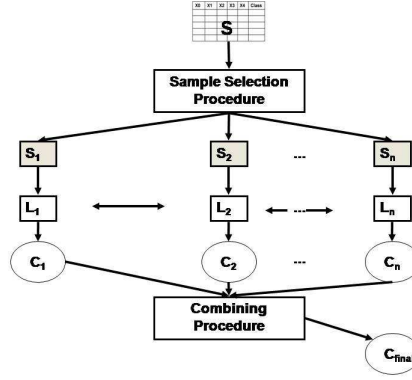 X0 X1 X2 X3 X4 Class
S
Sample Selection
Procedure
S1 S2 --- Sn
L1 L2 --- Ln
C1 C2 --- Cn
Combining
Procedure
Cfinal